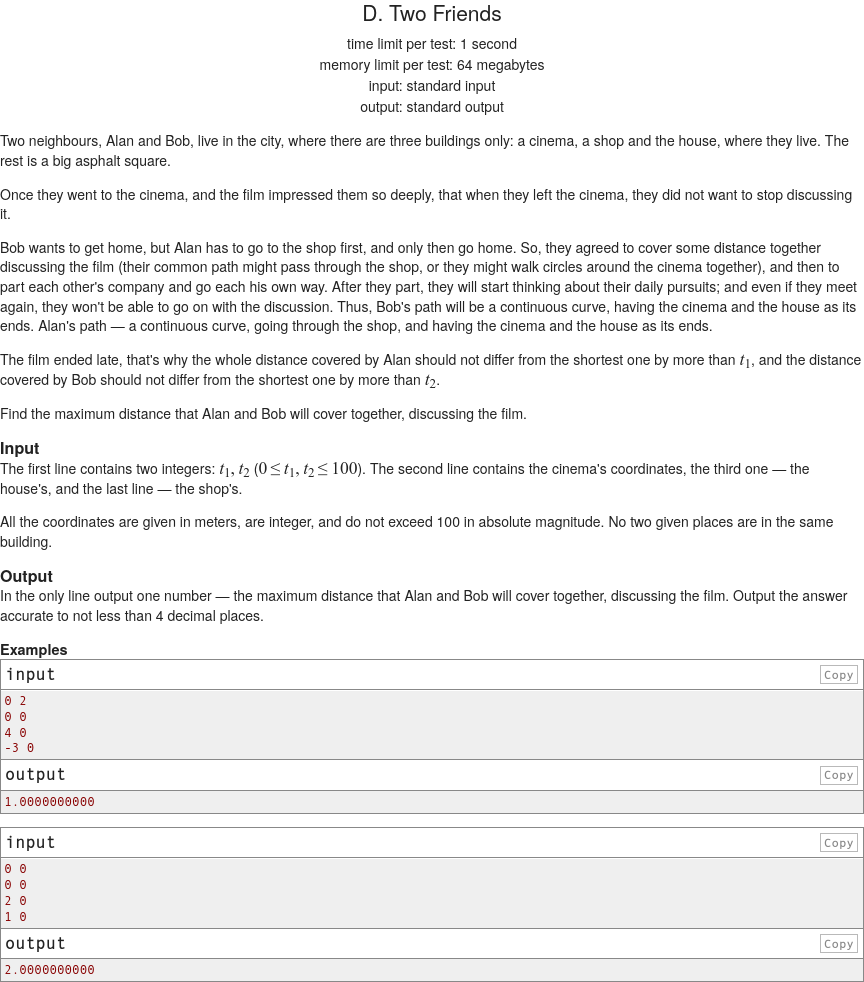 D. Two Friends
time limit per test: 1 second
memory limit per test: 64 megabytes
input: standard input
output: standard output
Two neighbours, Alan and Bob, live in the city, where there are three buildings only: a cinema, a shop and the house, where they live. The
rest is a big asphalt square.
Once they went to the cinema, and the film impressed them so deeply, that when they left the cinema, they did not want to stop discussing
it.
Bob wants to get home, but Alan has to go to the shop first, and only then go home. So, they agreed to cover some distance together
discussing the film (their common path might pass through the shop, or they might walk circles around the cinema together), and then to
part each other's company and go each his own way. After they part, they will start thinking about their daily pursuits; and even if they meet
again, they won't be able to go on with the discussion. Thus, Bob's path will be a continuous curve, having the cinema and the house as its
ends. Alan's path — a continuous curve, going through the shop, and having the cinema and the house as its ends.
The film ended late, that's why the whole distance covered by Alan should not differ from the shortest one by more than t1, and the distance
covered by Bob should not differ from the shortest one by more than t2.
Find the maximum distance that Alan and Bob will cover together, discussing the film.
Input
The first line contains two integers: t1, t2 (0 ≤ t1, t2 ≤ 100). The second line contains the cinema's coordinates, the third one — the
house's, and the last line — the shop's.
All the coordinates are given in meters, are integer, and do not exceed 100 in absolute magnitude. No two given places are in the same
building.
Output
In the only line output one number — the maximum distance that Alan and Bob will cover together, discussing the film. Output the answer
accurate to not less than 4 decimal places.
Examples
input
Copy
0 2
0 0
4 0
-3 0
output
Copy
1.0000000000
input
Copy
0 0
0 0
2 0
1 0
output
Copy
2.0000000000